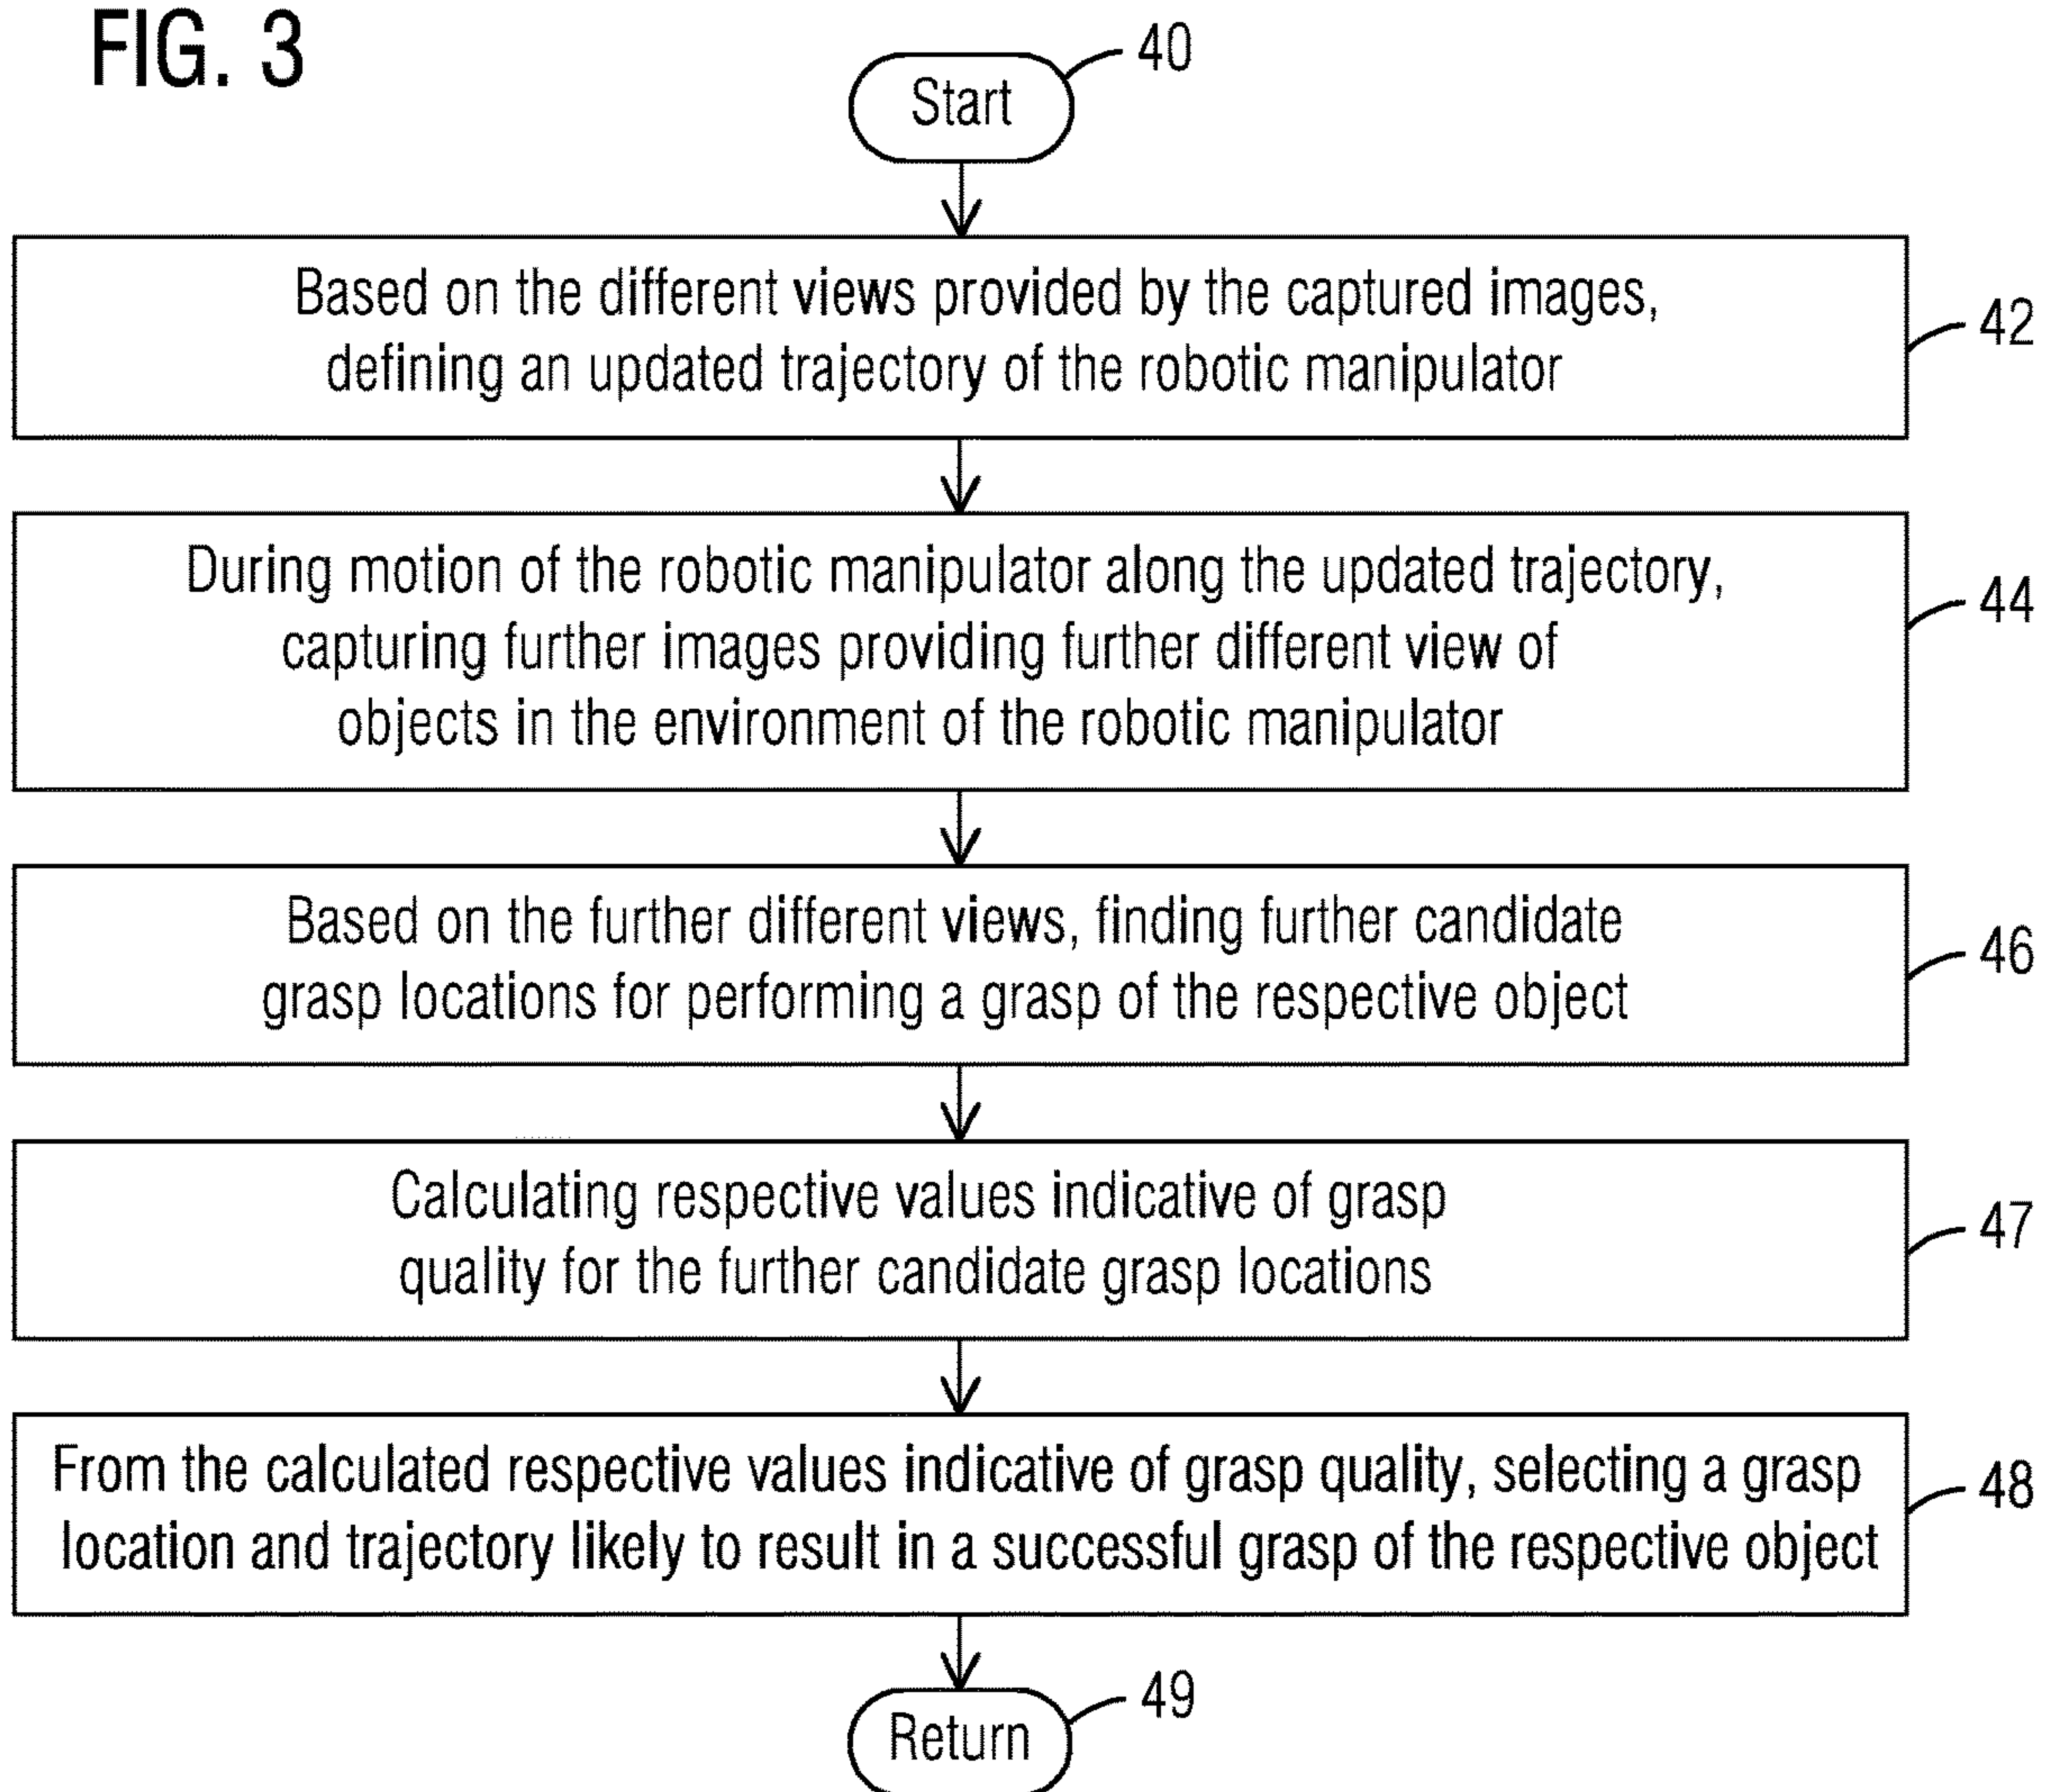 FIG. 3
40
Start
Based on the different views provided by the captured images,
defining an updated trajectory of the robotic manipulator
42
During motion of the robotic manipulator along the updated trajectory,
capturing further images providing further different view of
objects in the environment of the robotic manipulator
44
Based on the further different views, finding further candidate
grasp locations for performing a grasp of the respective object
46
Calculating respective values indicative of grasp
quality for the further candidate grasp locations
47
From the calculated respective values indicative of grasp quality, selecting a grasp
location and trajectory likely to result in a successful grasp of the respective object
48
49
Return